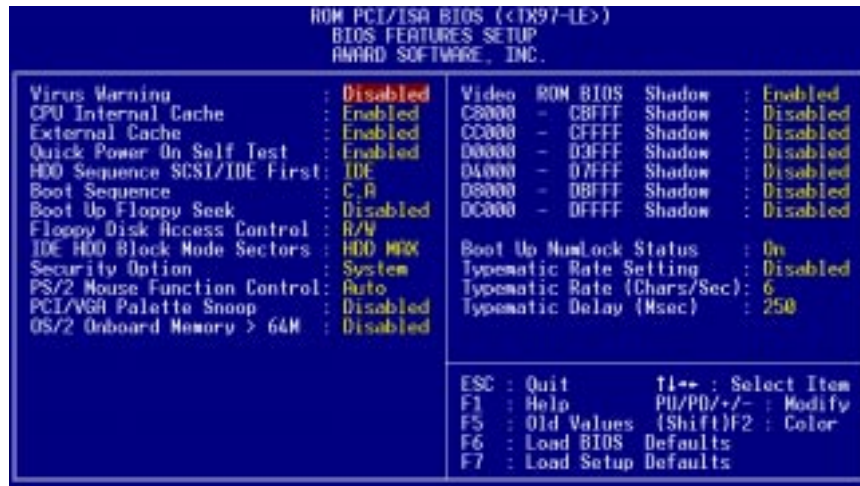 ROM PCI/ISA BIOS (<TX97-LE>)
BIOS FEATURES SETUP
AWARD SOFTWARE, INC.
Virus Warning : Disabled
CPU Internal Cache : Enabled
External Cache : Enabled
Quick Power On Self Test : Enabled
HDD Sequence SCSI/IDE First: IDE
Boot Sequence : C,A
Boot Up Floppy Seek : Disabled
Floppy Disk Access Control : R/W
IDE HDD Block Mode Sectors : HDD MAX
Security Option : System
PS/2 Mouse Function Control: Auto
PCI/VGA Palette Snoop : Disabled
OS/2 Onboard Memory > 64M : Disabled
Video ROM BIOS Shadow : Enabled
C8000 - CBFFF Shadow : Disabled
CC000 - CFFFF Shadow : Disabled
D0000 - D3FFF Shadow : Disabled
D4000 - D7FFF Shadow : Disabled
D8000 - DBFFF Shadow : Disabled
DC000 - DFFFF Shadow : Disabled
Boot Up NumLock Status : On
Typematic Rate Setting : Disabled
Typematic Rate (Chars/Sec): 6
Typematic Delay (Msec) : 250
ESC : Quit ↑↓→← : Select Item
F1 : Help PU/PD/+/- : Modify
F5 : Old Values (Shift)F2 : Color
F6 : Load BIOS Defaults
F7 : Load Setup Defaults